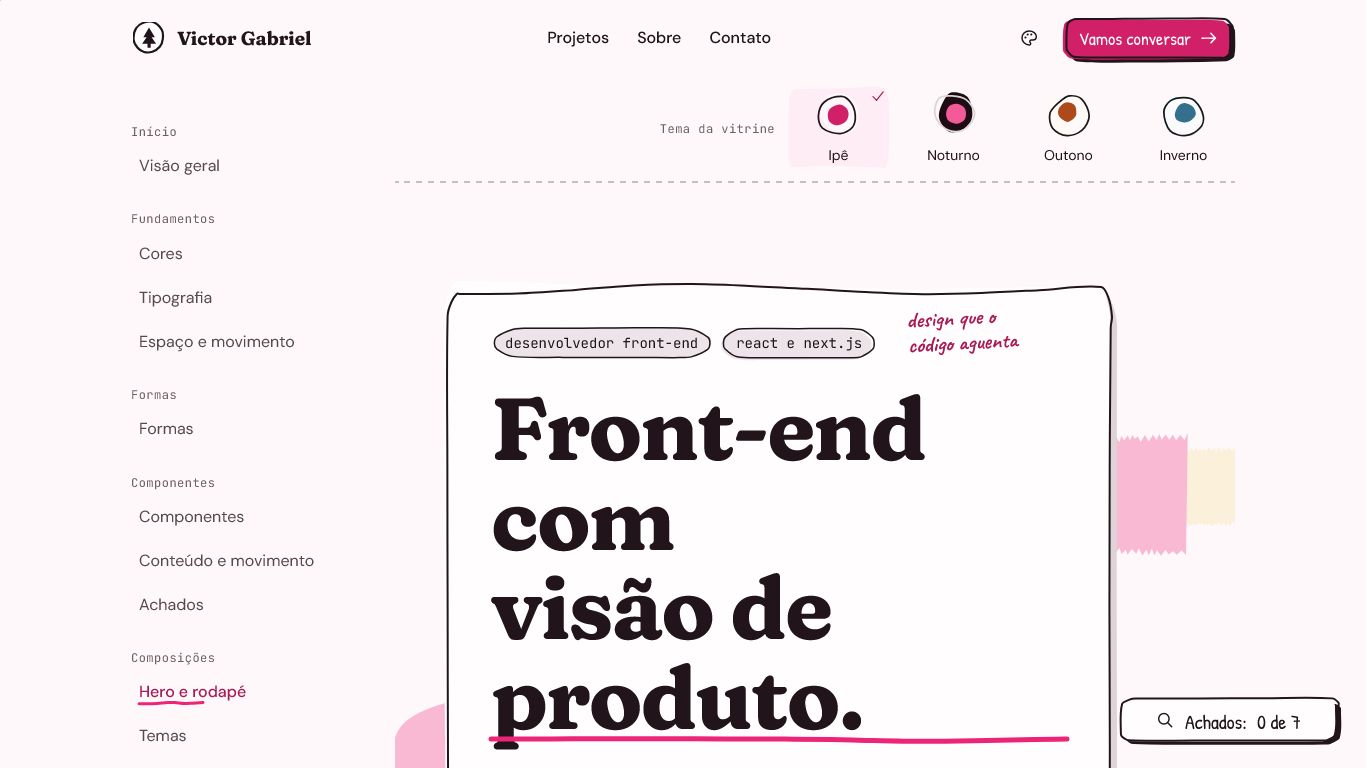 Victor Gabriel
Projetos
Sobre
Contato
Vamos conversar
Início
Visão geral
Fundamentos
Cores
Tipografia
Espaço e movimento
Formas
Formas
Componentes
Componentes
Conteúdo e movimento
Achados
Composições
Hero e rodapé
Temas
Tema da vitrine
Ipê
Noturno
Outono
Inverno
desenvolvedor front-end
react e next.js
design que o
código aguenta
Front-end
com
visão de
produto.
Achados: 0 de 7